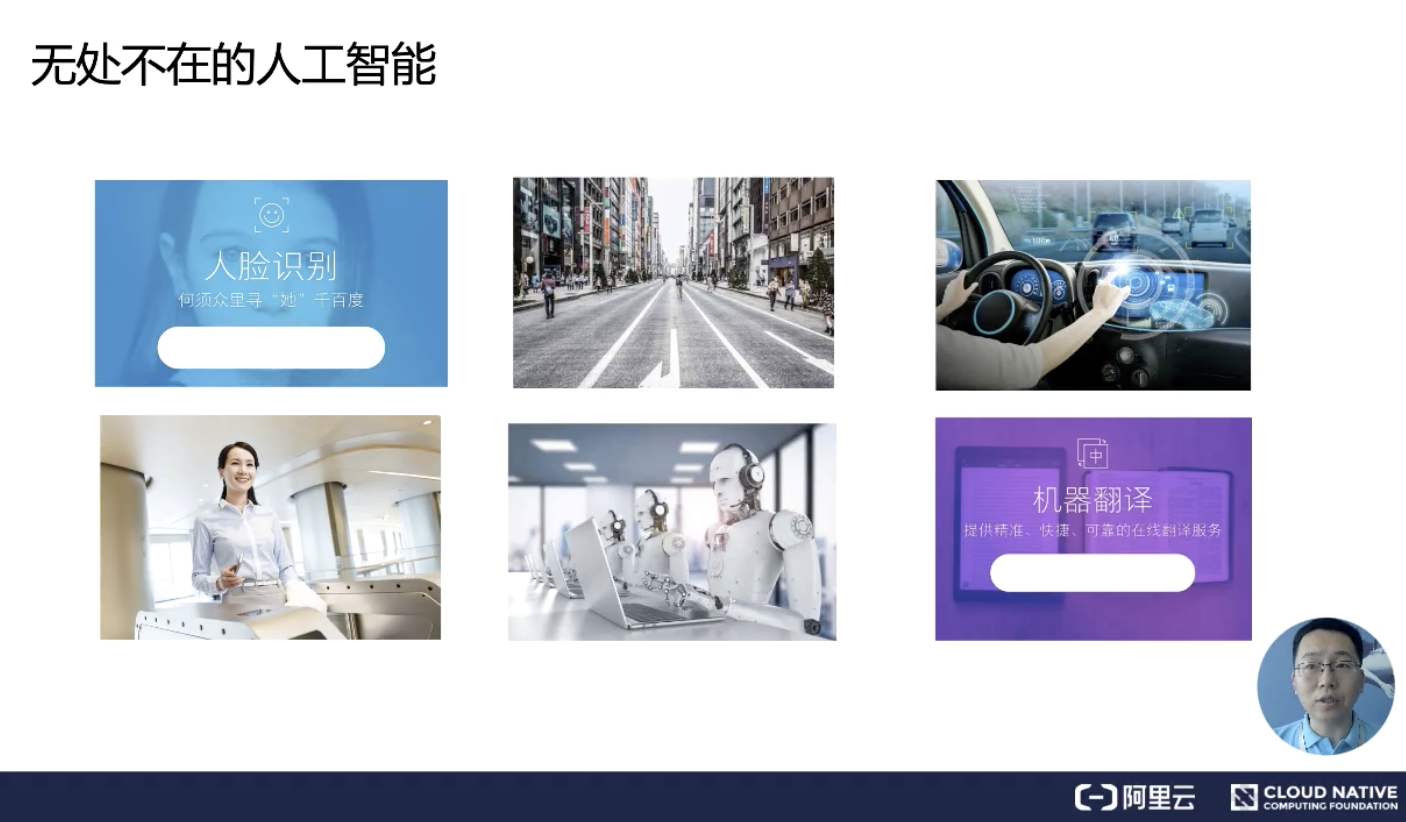 无处不在的人工智能
人脸识别
何须众里寻“她”千百度
100m
中
机器翻译
提供精准、快捷、可靠的在线翻译服务
阿里云
CLOUD NATIVE
COMPUTING FOUNDATION